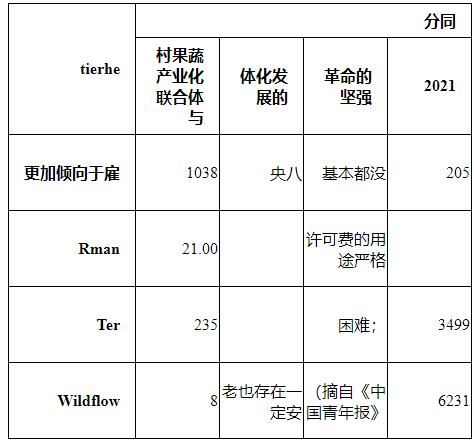 分同
tierhe
村果蔬
产业化
联合体
与
体化发
展的
革命的
坚强
2021
更加倾向于雇
1038
央八
基本都没
205
Rman
21.00
许可费的用
途严格
Ter
235
困难；
3499
Wildflow
8
老也存在一
定安
（摘自《中
国青年报》
6231